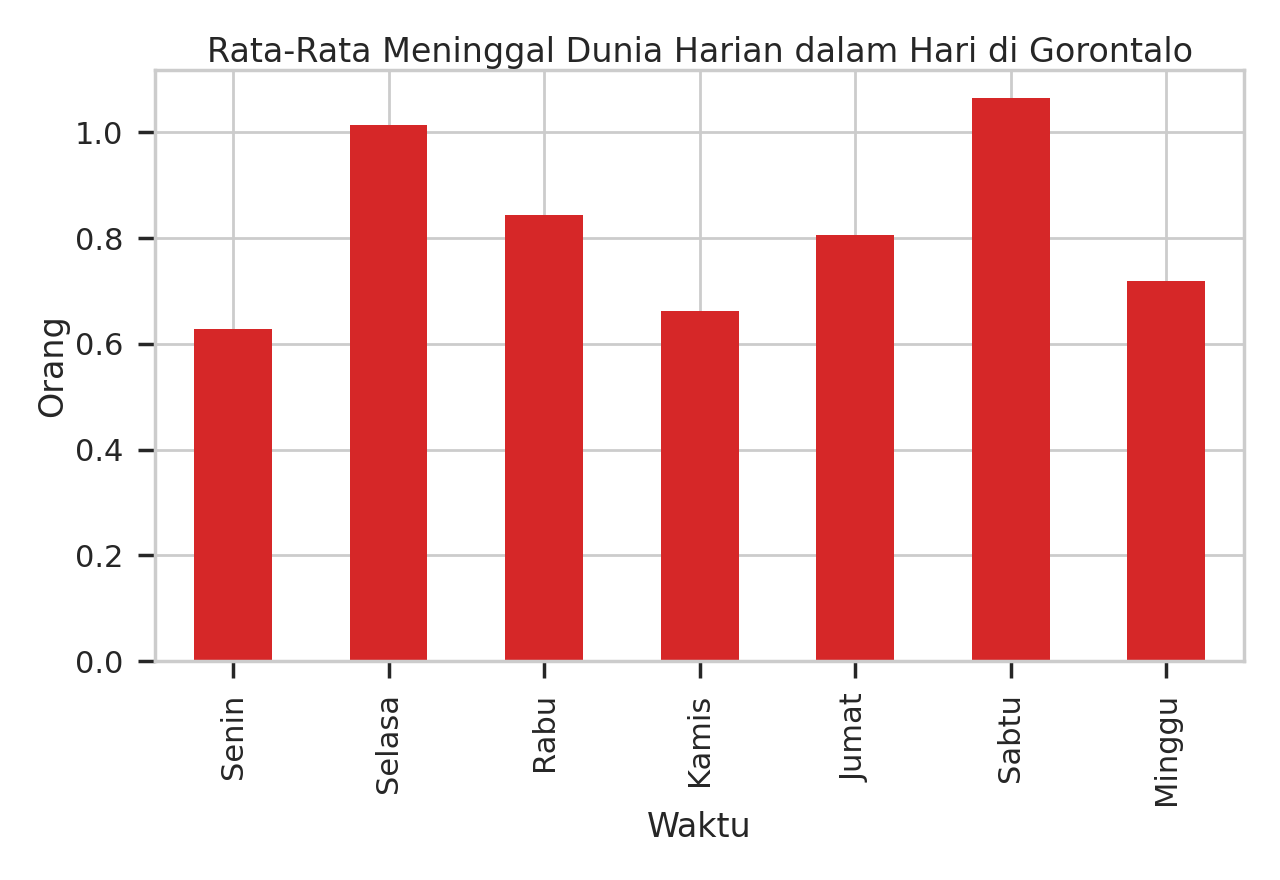 Rata-Rata Meninggal Dunia Harian dalam Hari di Gorontalo
1.0
0.8
0.6
0.4
0.2
0.0
Orang
Senin
Selasa
Rabu
Kamis
Jumat
Sabtu
Minggu
Waktu